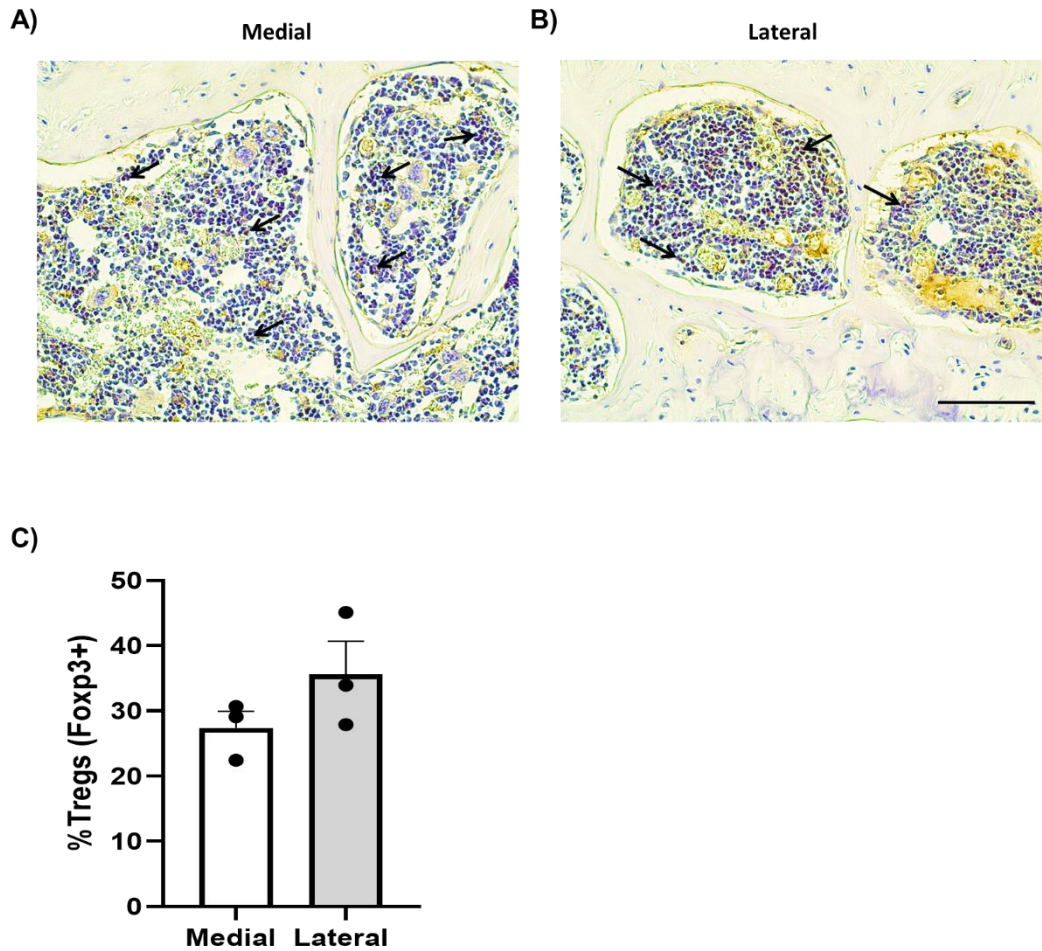 A)
Medial
B)
Lateral
C)
%Tregs (Foxp3+)
50
40
30
20
10
0
Medial
Lateral